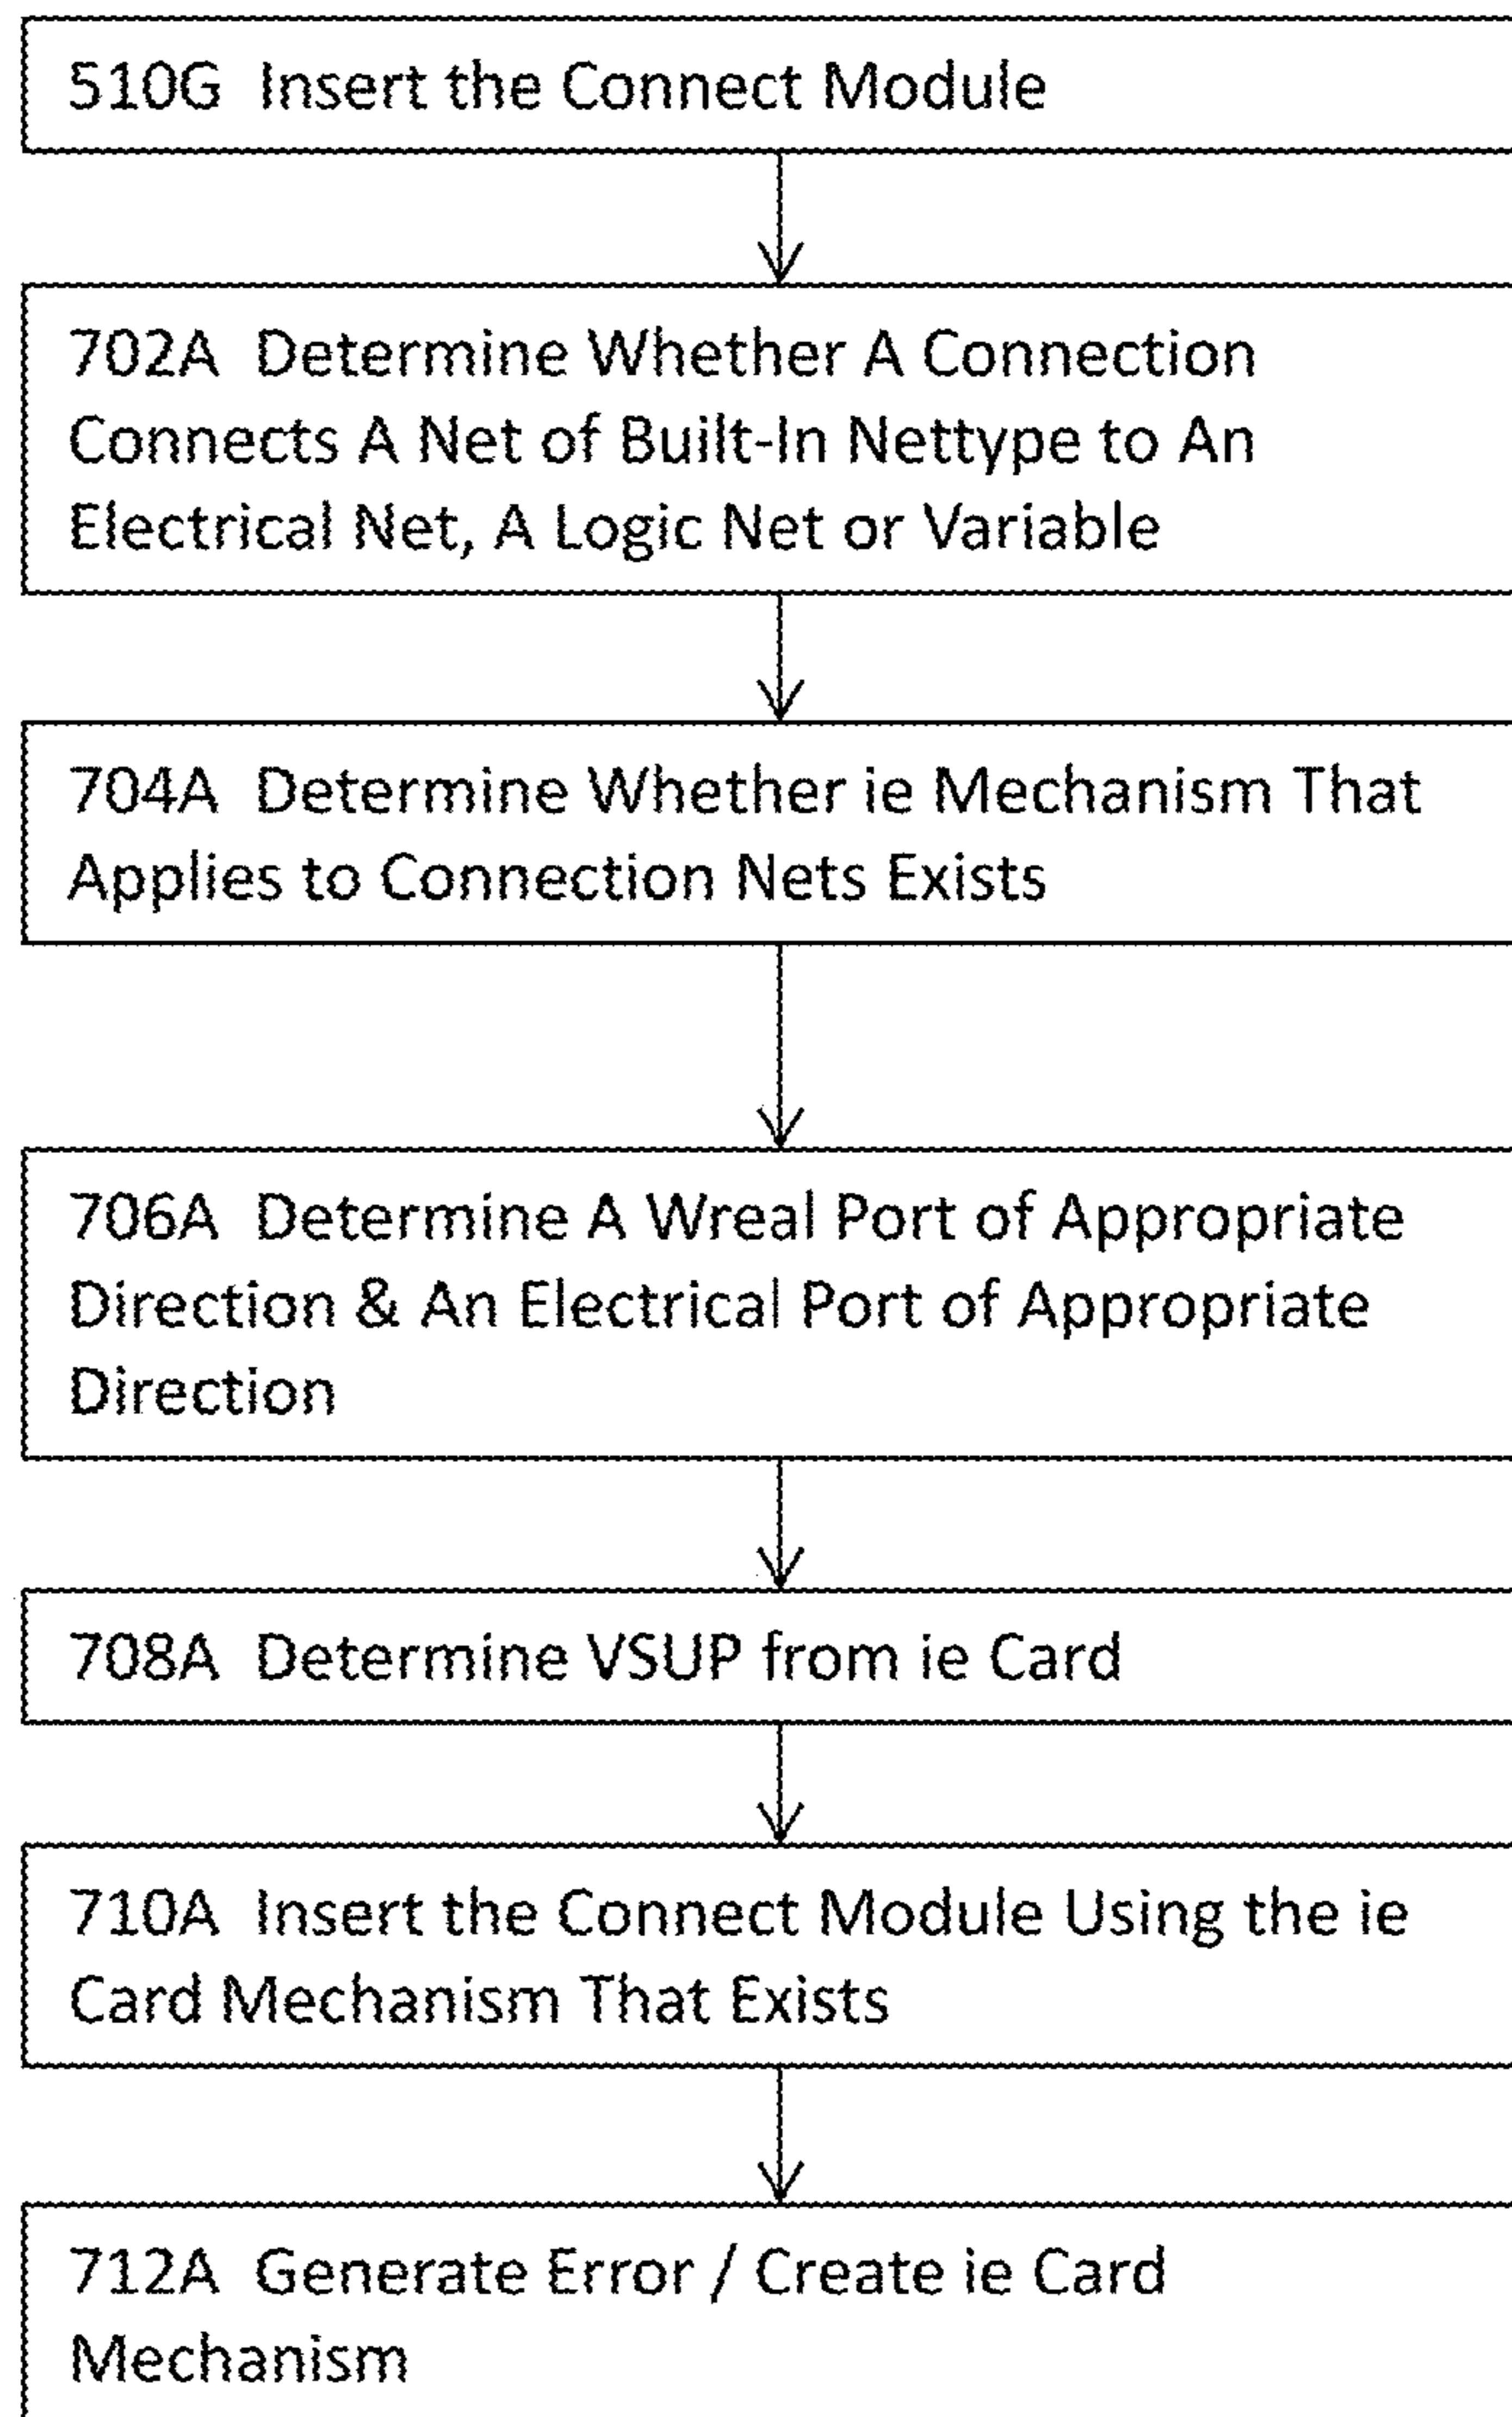 510G Insert the Connect Module
702A Determine Whether A Connection
Connects A Net of Built-In Nettype to An
Electrical Net, A Logic Net or Variable
704A Determine Whether ie Mechanism That
Applies to Connection Nets Exists
706A Determine A Wreal Port of Appropriate
Direction & An Electrical Port of Appropriate
Direction
708A Determine VSUP from ie Card
710A Insert the Connect Module Using the ie
Card Mechanism That Exists
712A Generate Error / Create ie Card
Mechanism